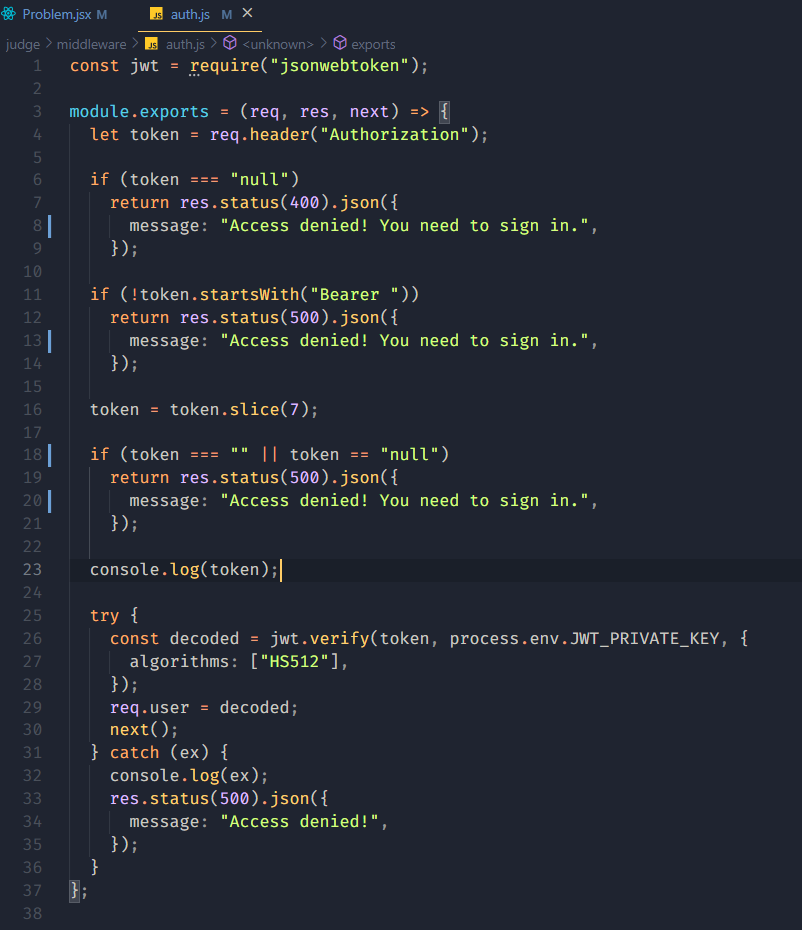 Problem.jsx M JS auth.js M ×
judge > middleware > JS auth.js > <unknown> > exports
1 const jwt = require("jsonwebtoken");
2
3 module.exports = (req, res, next) => {
4 let token = req.header("Authorization");
5
6 if (token === "null")
7 return res.status(400).json({
8 message: "Access denied! You need to sign in.",
9 });
10
11 if (!token.startsWith("Bearer "))
12 return res.status(500).json({
13 message: "Access denied! You need to sign in.",
14 });
15
16 token = token.slice(7);
17
18 if (token === "" || token == "null")
19 return res.status(500).json({
20 message: "Access denied! You need to sign in.",
21 });
22
23 console.log(token);
24
25 try {
26 const decoded = jwt.verify(token, process.env.JWT_PRIVATE_KEY, {
27 algorithms: ["HS512"],
28 });
29 req.user = decoded;
30 next();
31 } catch (ex) {
32 console.log(ex);
33 res.status(500).json({
34 message: "Access denied!",
35 });
36 }
37 };
38